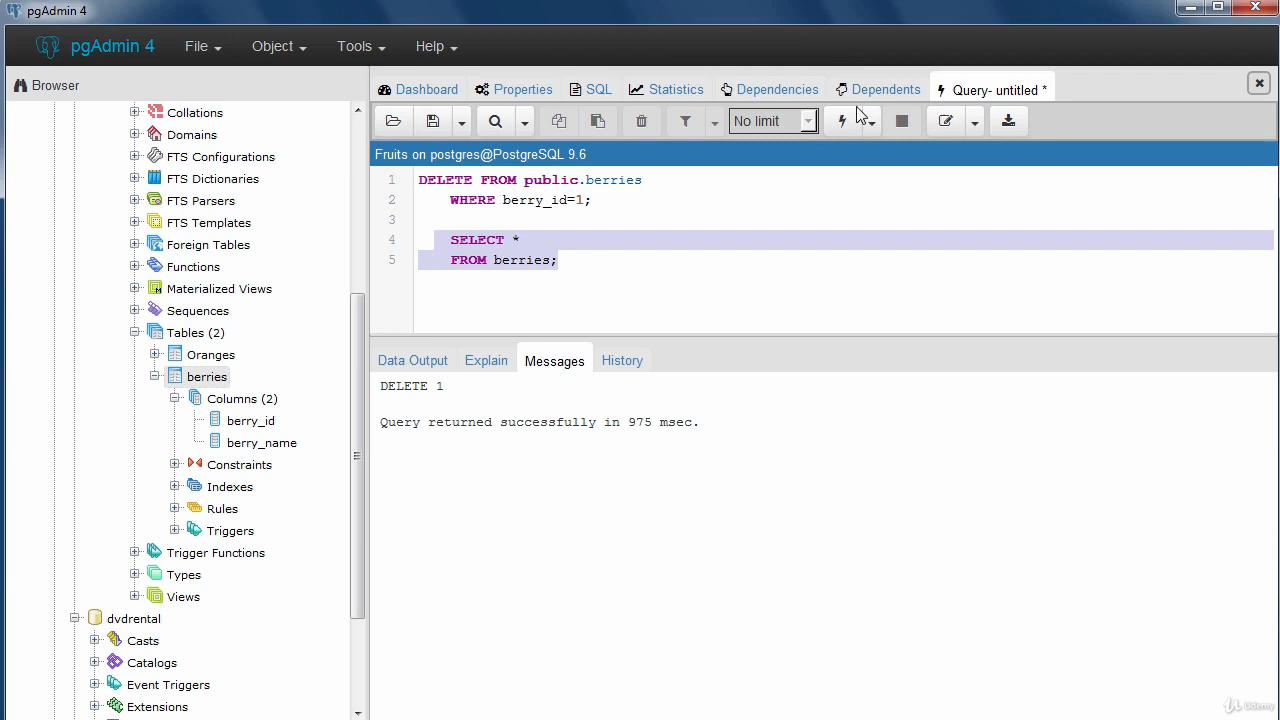 pgAdmin 4
pgAdmin 4 File Object Tools Help
Browser
Dashboard Properties SQL Statistics Dependencies Dependents Query- untitled *
No limit
Fruits on postgres@PostgreSQL 9.6
Collations
Domains
FTS Configurations
FTS Dictionaries
FTS Parsers
FTS Templates
Foreign Tables
Functions
Materialized Views
Sequences
Tables (2)
Oranges
berries
Columns (2)
berry_id
berry_name
Constraints
Indexes
Rules
Triggers
Trigger Functions
Types
Views
dvdrental
Casts
Catalogs
Event Triggers
Extensions
1 DELETE FROM public.berries
2 WHERE berry_id=1;
3
4 SELECT *
5 FROM berries;
Data Output Explain Messages History
DELETE 1
Query returned successfully in 975 msec.
Udemy